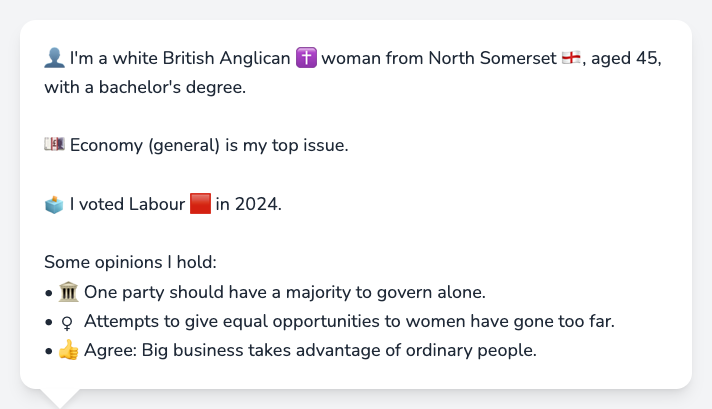 👤 I'm a white British Anglican ✝️ woman from North Somerset 🏴󠁧󠁢󠁥󠁮󠁧󠁿, aged 45,
with a bachelor's degree.
💷 Economy (general) is my top issue.
🗳️ I voted Labour 🟥 in 2024.
Some opinions I hold:
• 🏛️ One party should have a majority to govern alone.
• ♀ Attempts to give equal opportunities to women have gone too far.
• 👍 Agree: Big business takes advantage of ordinary people.